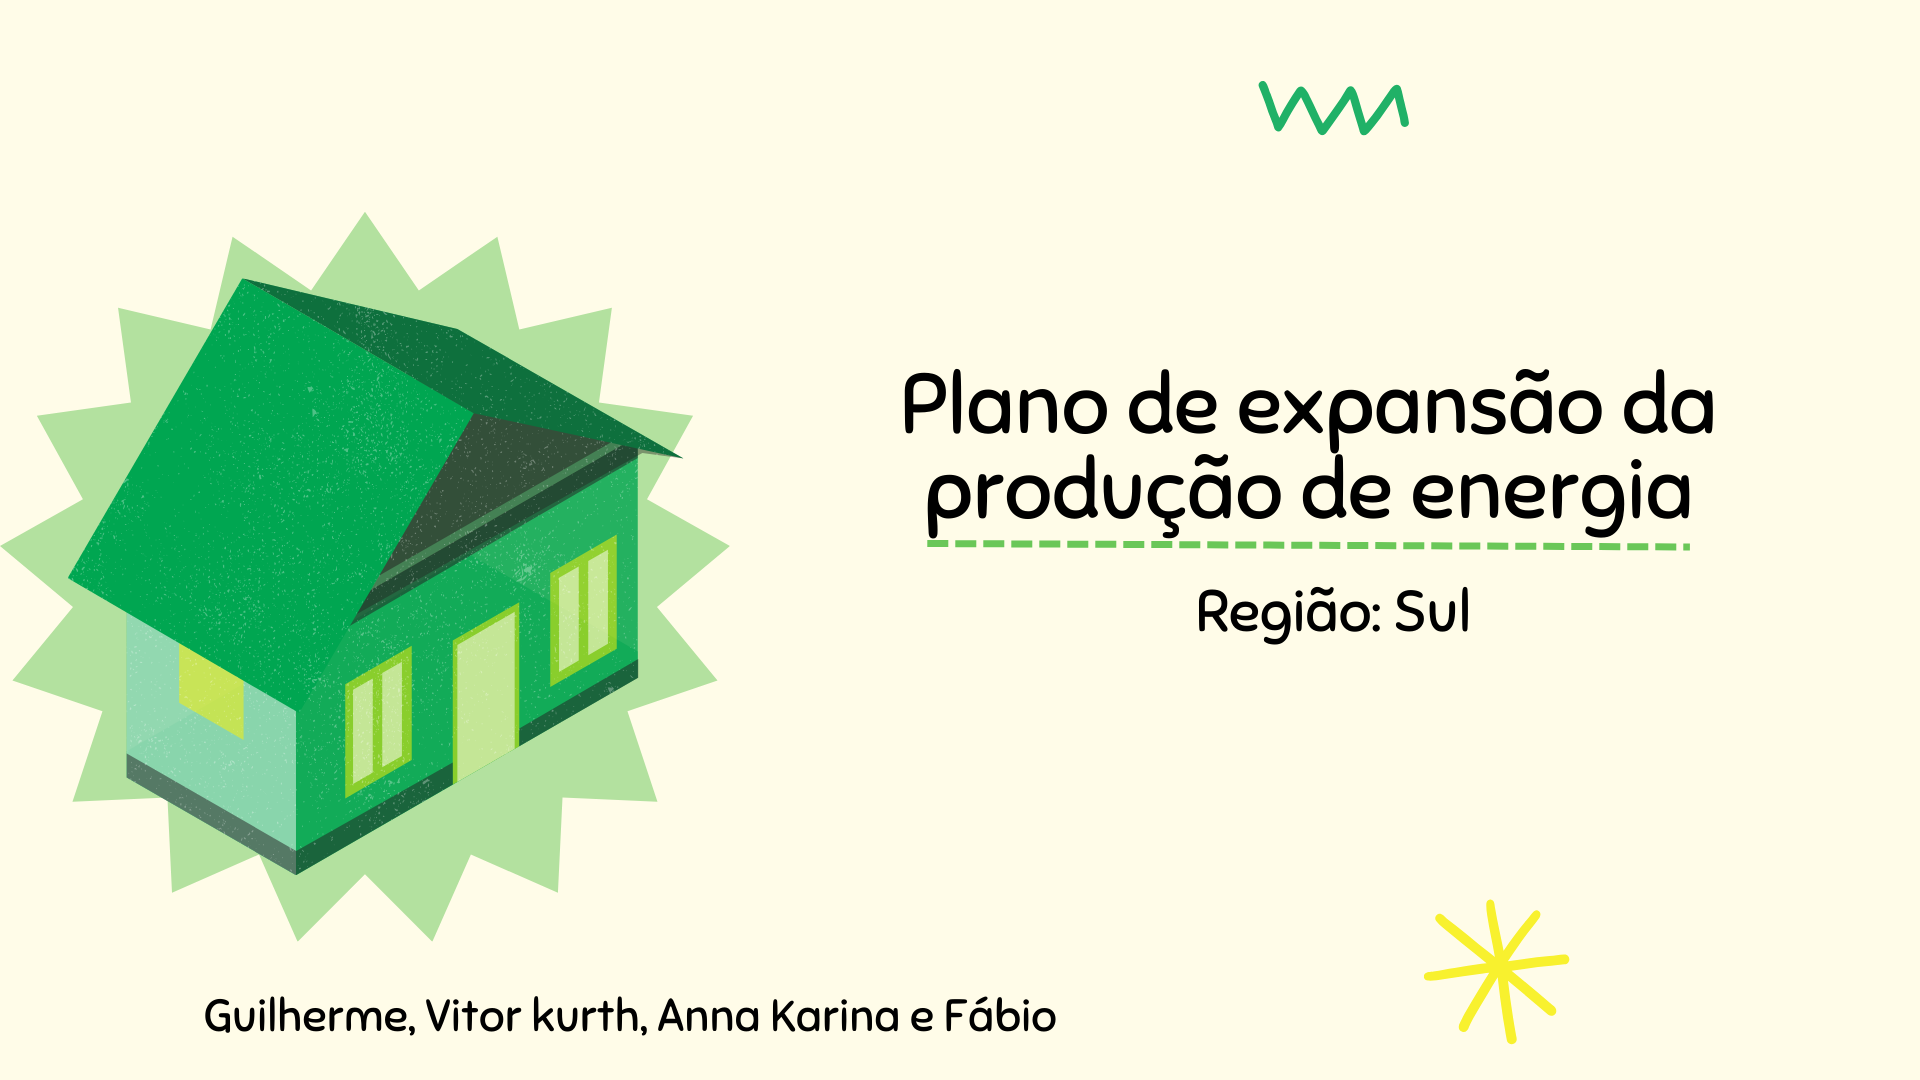 Plano de expansão da
produção de energia
Região: Sul
Guilherme, Vitor kurth, Anna Karina e Fábio